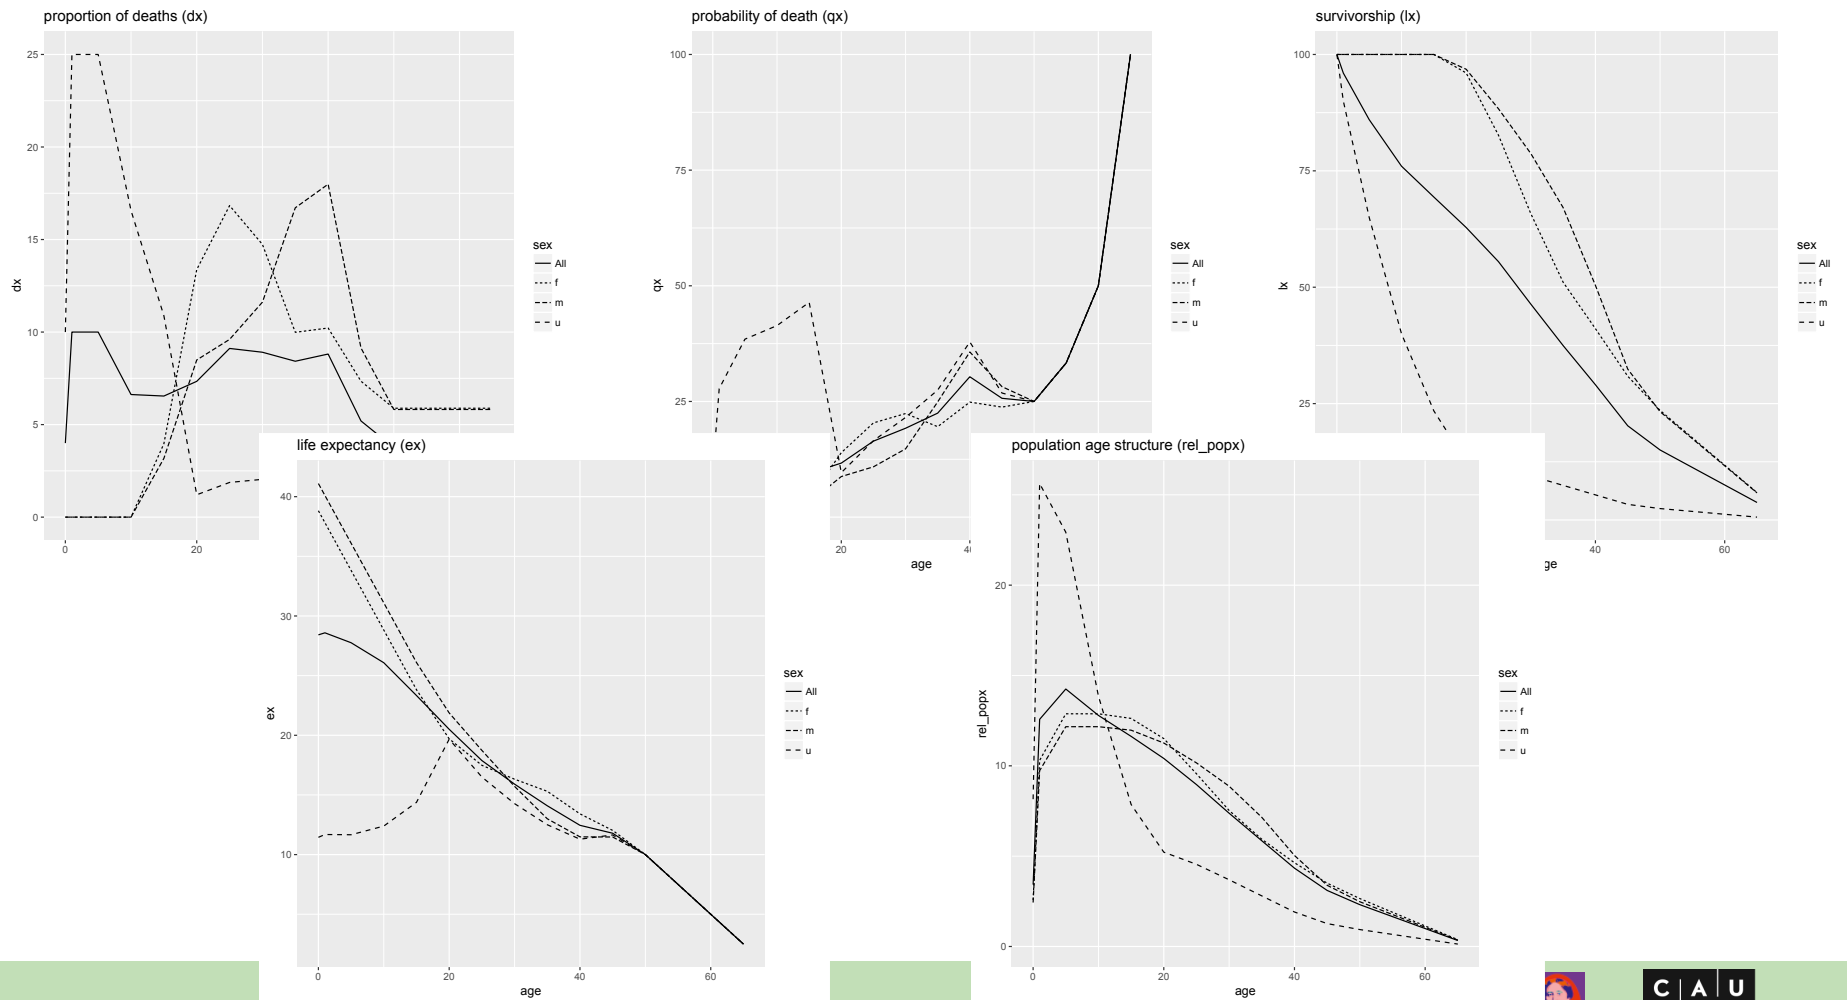 proportion of deaths (dx)
25
20
15
10
5
0
dx
0
20
sex
All
f
m
u
probability of death (qx)
100
75
50
25
qx
20
4
age
sex
All
f
m
u
survivorship (lx)
100
75
50
25
lx
40
60
ge
sex
All
f
m
u
life expectancy (ex)
40
30
20
10
ex
0
20
40
60
age
sex
All
f
m
u
population age structure (rel_popx)
20
10
0
rel_popx
0
20
40
60
age
sex
All
f
m
u
C | A | U